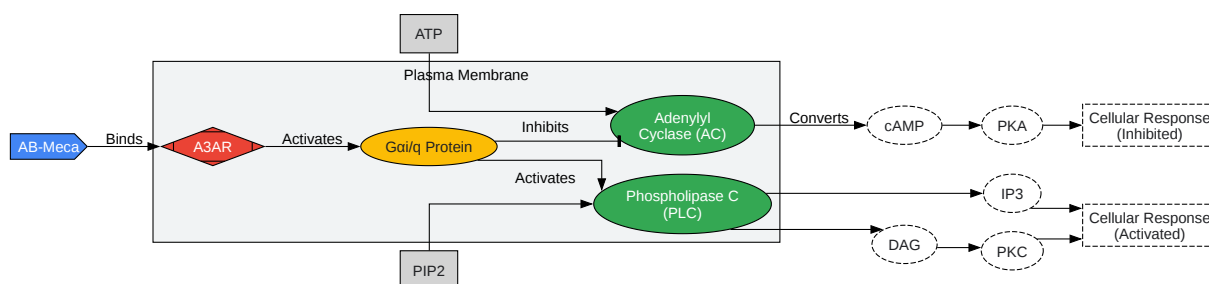 ATP
Plasma Membrane
AB-Meca
Binds
A3AR
Activates
Gαi/q Protein
Inhibits
Activates
Adenylyl
Cyclase (AC)
Converts
cAMP
PKA
Cellular Response
(Inhibited)
Phospholipase C
(PLC)
IP3
DAG
PKC
Cellular Response
(Activated)
PIP2